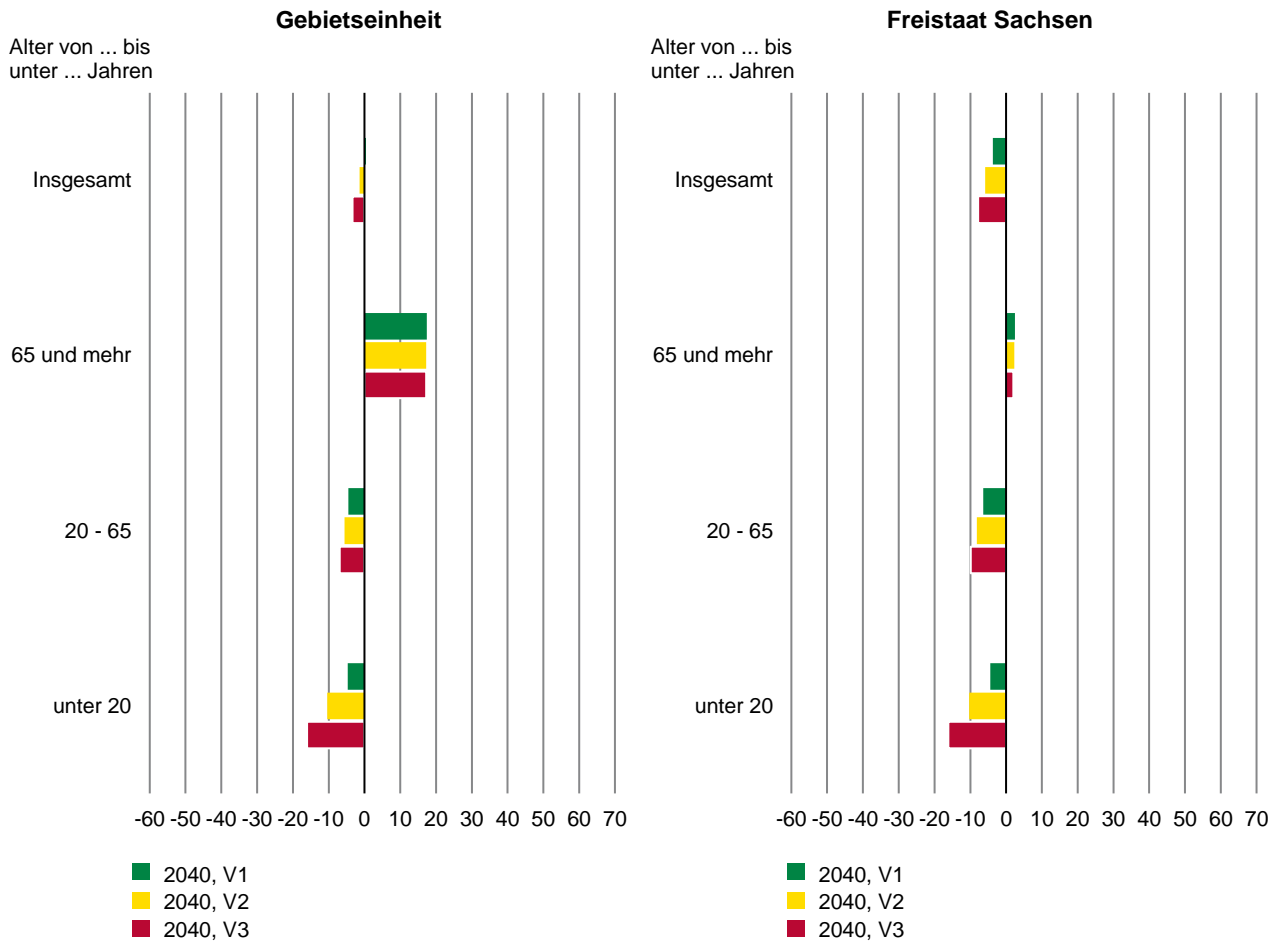 Gebietseinheit
Alter von ... bis
unter ... Jahren
Insgesamt
65 und mehr
20 - 65
unter 20
-60 -50 -40 -30 -20 -10 0 10 20 30 40 50 60 70
2040, V1
2040, V2
2040, V3
Freistaat Sachsen
Alter von ... bis
unter ... Jahren
Insgesamt
65 und mehr
20 - 65
unter 20
-60 -50 -40 -30 -20 -10 0 10 20 30 40 50 60 70
2040, V1
2040, V2
2040, V3